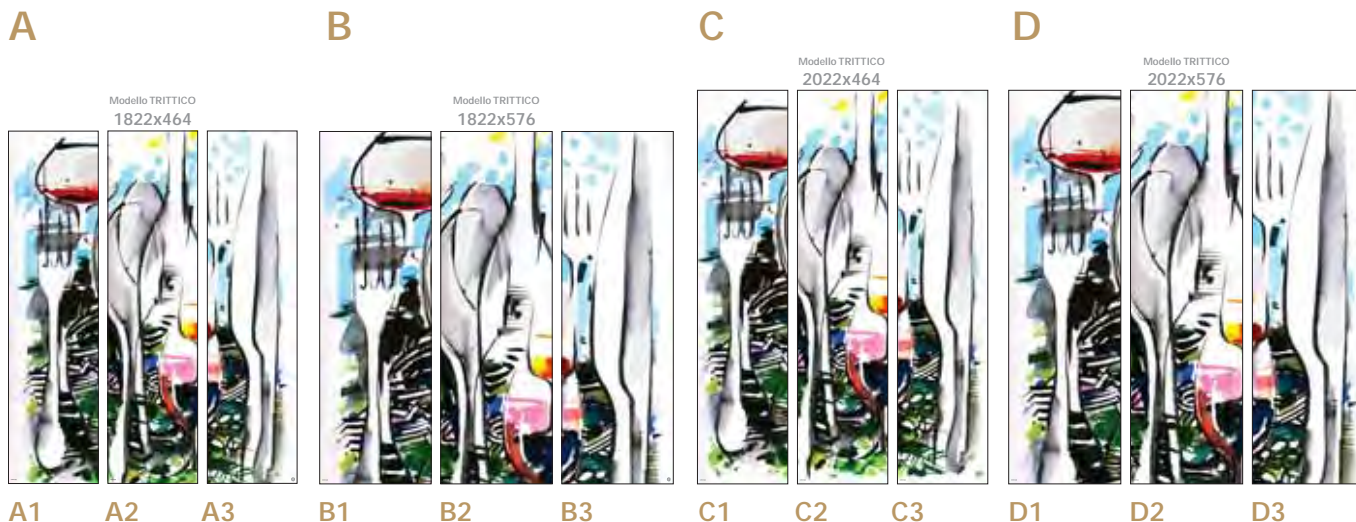 A
B
C
D
Modello TRITTICO
1822x464
Modello TRITTICO
1822x576
Modello TRITTICO
2022x464
Modello TRITTICO
2022x576
A1
A2
A3
B1
B2
B3
C1
C2
C3
D1
D2
D3